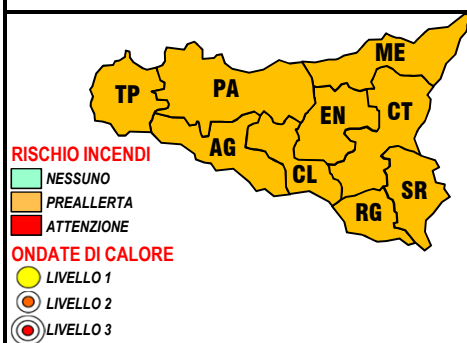 ME
PA
TP
EN
CT
AG
CL
SR
RG
RISCHIO INCENDI
NESSUNO
PREALLERTA
ATTENZIONE
ONDATE DI CALORE
LIVELLO 1
LIVELLO 2
LIVELLO 3